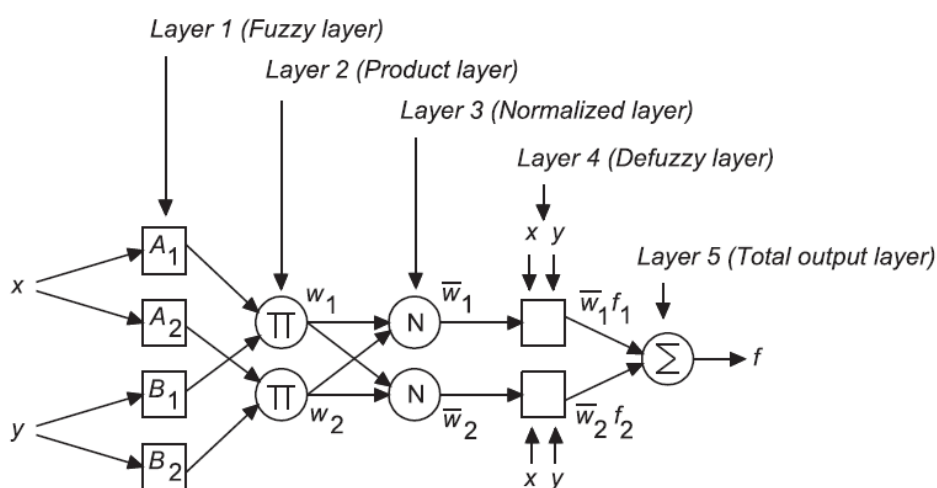 Layer 1 (Fuzzy layer)
Layer 2 (Product layer)
Layer 3 (Normalized layer)
Layer 4 (Defuzzy layer)
x y
Layer 5 (Total output layer)
A₁
x
w₁
w̅₁
w̅₁f₁
∏
N
A₂
∑
f
B₁
∏
N
y
w₂
w̅₂
w̅₂f₂
B₂
x y